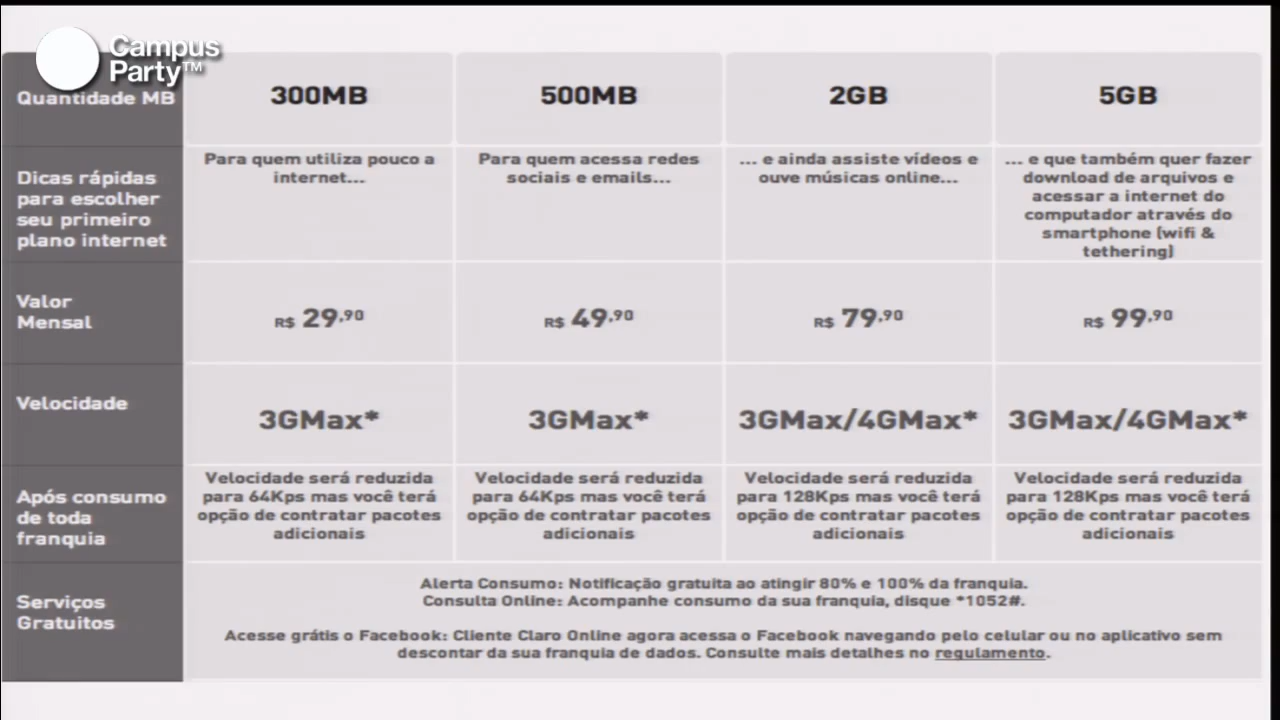 Campus
Party™
Quantidade MB
300MB
500MB
2GB
5GB
Dicas rápidas
para escolher
seu primeiro
plano internet
Para quem utiliza pouco a
internet...
Para quem acessa redes
sociais e emails...
... e ainda assiste vídeos e
ouve músicas online...
... e que também quer fazer
download de arquivos e
acessar a internet do
computador através do
smartphone (wifi &
tethering)
Valor
Mensal
R$ 29,90
R$ 49,90
R$ 79,90
R$ 99,90
Velocidade
3GMax*
3GMax*
3GMax/4GMax*
3GMax/4GMax*
Após consumo
de toda
franquia
Velocidade será reduzida
para 64Kps mas você terá
opção de contratar pacotes
adicionais
Velocidade será reduzida
para 64Kps mas você terá
opção de contratar pacotes
adicionais
Velocidade será reduzida
para 128Kps mas você terá
opção de contratar pacotes
adicionais
Velocidade será reduzida
para 128Kps mas você terá
opção de contratar pacotes
adicionais
Serviços
Gratuitos
Alerta Consumo: Notificação gratuita ao atingir 80% e 100% da franquia.
Consulta Online: Acompanhe consumo da sua franquia, disque *1052#.
Acesse grátis o Facebook: Cliente Claro Online agora acessa o Facebook navegando pelo celular ou no aplicativo sem
descontar da sua franquia de dados. Consulte mais detalhes no regulamento.